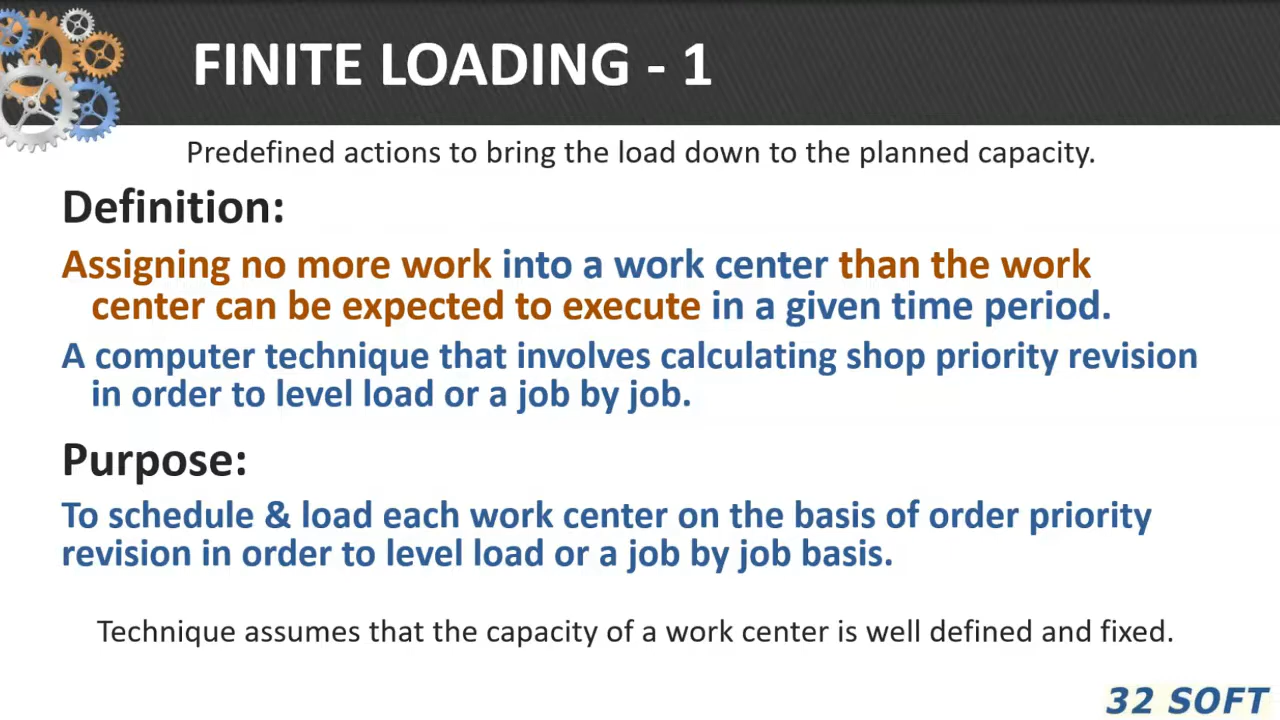 FINITE LOADING - 1
Predefined actions to bring the load down to the planned capacity.
Definition:
Assigning no more work into a work center than the work
center can be expected to execute in a given time period.
A computer technique that involves calculating shop priority revision
in order to level load or a job by job.
Purpose:
To schedule & load each work center on the basis of order priority
revision in order to level load or a job by job basis.
Technique assumes that the capacity of a work center is well defined and fixed.
32 SOFT